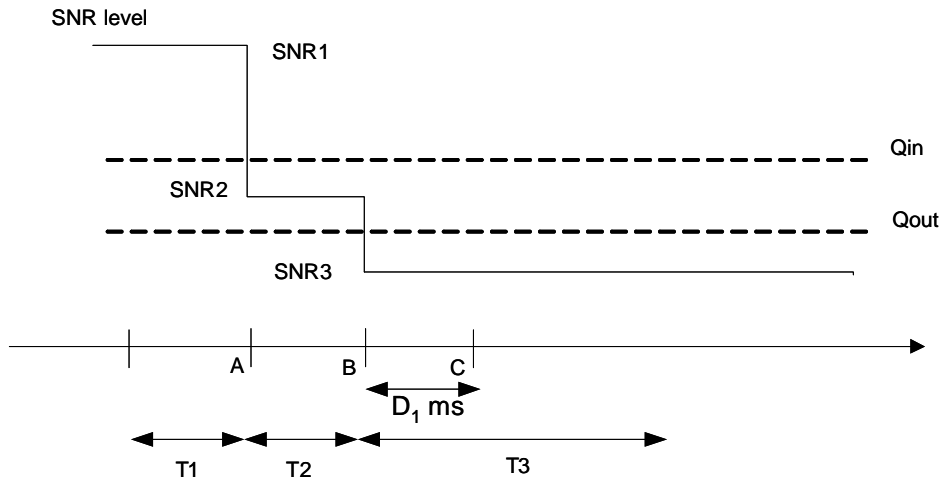 SNR level
SNR1
Qin
SNR2
Qout
SNR3
A
B
C
D1 ms
T1
T2
T3